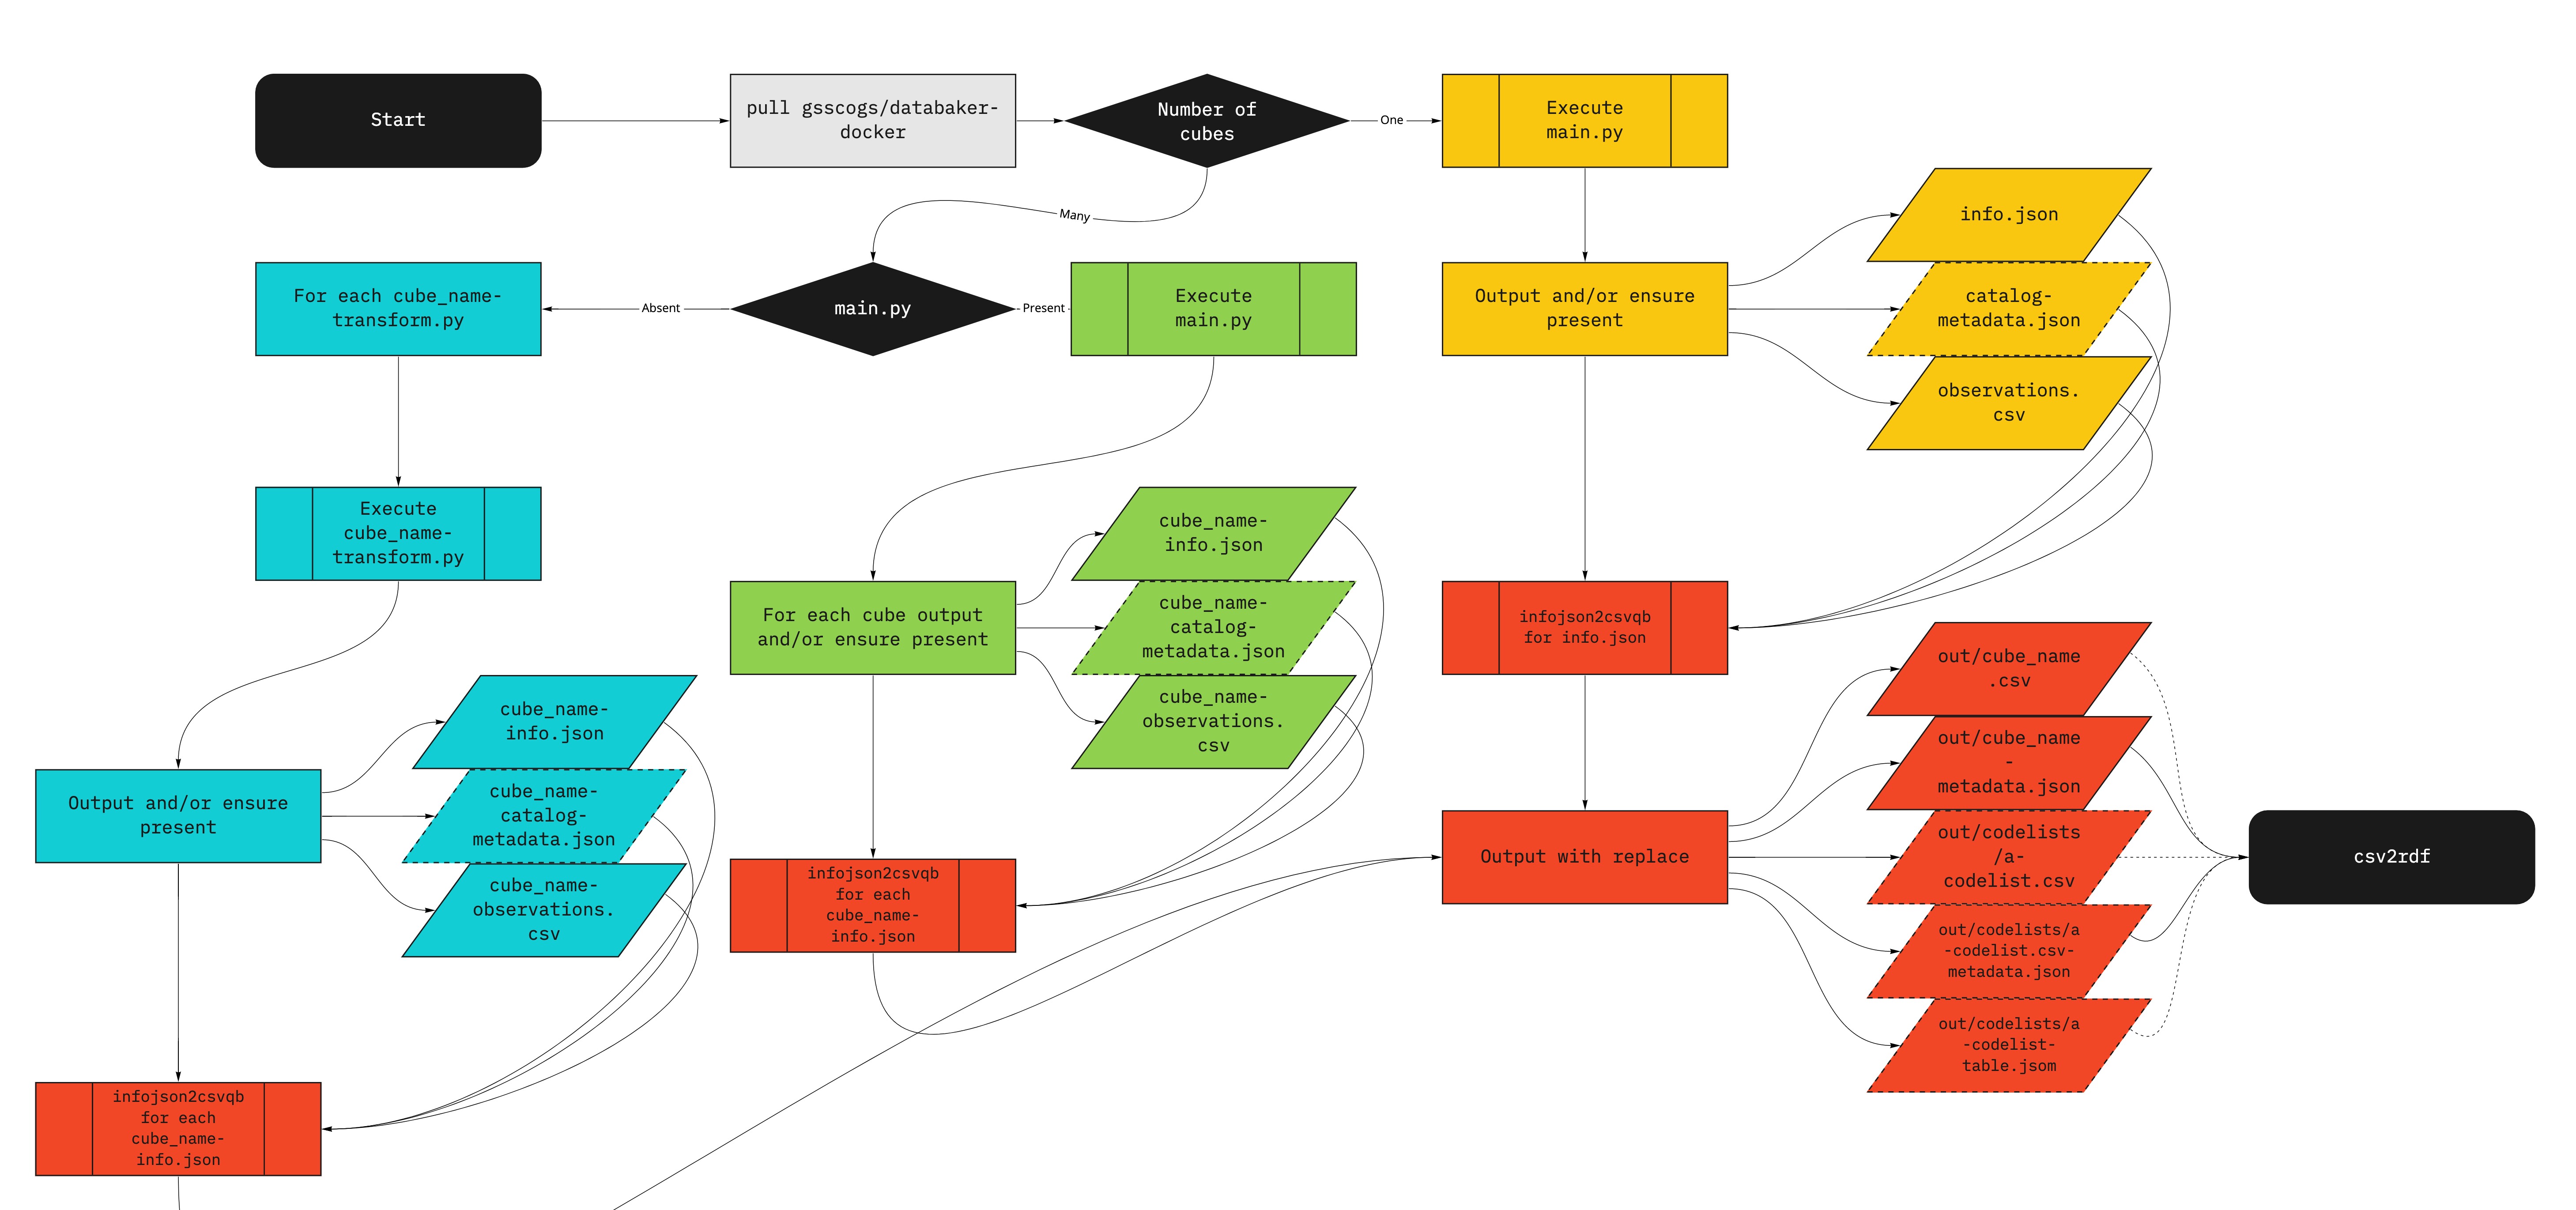 Start
pull gsscogs/databaker-
docker
Number of
cubes
One
Execute
main.py
Many
info.json
For each cube_name-
transform.py
Absent
main.py
Present
Execute
main.py
Output and/or ensure
present
catalog-
metadata.json
observations.
csv
Execute
cube_name-
transform.py
cube_name-
info.json
For each cube output
and/or ensure present
cube_name-
catalog-
metadata.json
cube_name-
observations.
csv
infojson2csvqb
for info.json
out/cube_name
.csv
out/cube_name
-
metadata.json
cube_name-
info.json
Output and/or ensure
present
cube_name-
catalog-
metadata.json
cube_name-
observations.
csv
infojson2csvqb
for each
cube_name-
info.json
Output with replace
out/codelists
/a-
codelist.csv
csv2rdf
out/codelists/a
-codelist.csv-
metadata.json
out/codelists/a
-codelist-
table.jsom
infojson2csvqb
for each
cube_name-
info.json